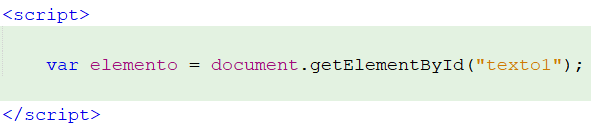 <script>
var elemento = document.getElementById("texto1");
</script>